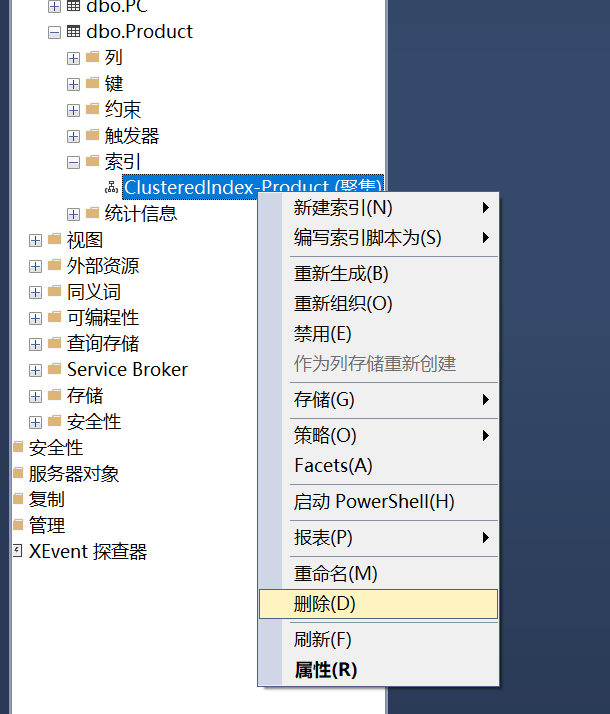 dbo.PC
dbo.Product
列
键
约束
触发器
索引
ClusteredIndex-Product (聚集)
统计信息
视图
外部资源
同义词
可编程性
查询存储
Service Broker
存储
安全性
安全性
服务器对象
复制
管理
XEvent 探查器
新建索引(N)
编写索引脚本为(S)
重新生成(B)
重新组织(O)
禁用(E)
作为列存储重新创建
存储(G)
策略(O)
Facets(A)
启动 PowerShell(H)
报表(P)
重命名(M)
删除(D)
刷新(F)
属性(R)